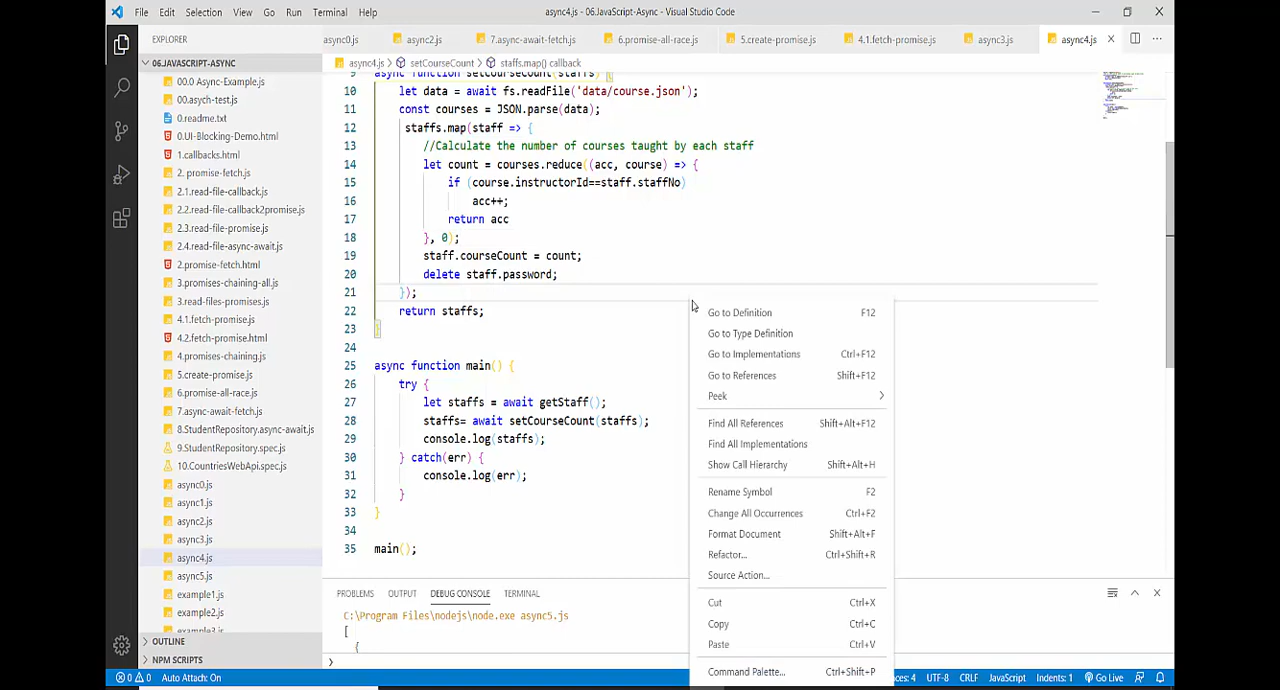 File Edit Selection View Go Run Terminal Help
async4.js - 06.JavaScript-Async - Visual Studio Code
EXPLORER
async0.js async2.js 7.async-await-fetch.js 6.promise-all-race.js 5.create-promise.js 4.1.fetch-promise.js async3.js async4.js
06.JAVASCRIPT-ASYNC
async4.js > setCourseCount > staffs.map() callback
00.0 Async-Example.js
00.asych-test.js
0.readme.txt
0.UI-Blocking-Demo.html
1.callbacks.html
2. promise-fetch.js
2.1.read-file-callback.js
2.2.read-file-callback2promise.js
2.3.read-file-promise.js
2.4.read-file-async-await.js
2.promise-fetch.html
3.promises-chaining-all.js
3.read-files-promises.js
4.1.fetch-promise.js
4.2.fetch-promise.html
4.promises-chaining.js
5.create-promise.js
6.promise-all-race.js
7.async-await-fetch.js
8.StudentRepository.async-await.js
9.StudentRepository.spec.js
10.CountriesWebApi.spec.js
async0.js
async1.js
async2.js
async3.js
async4.js
async5.js
example1.js
example2.js
example3.js
OUTLINE
NPM SCRIPTS
9 async function setCourseCount(staffs) {
10 let data = await fs.readFile('data/course.json');
11 const courses = JSON.parse(data);
12 staffs.map(staff => {
13 //Calculate the number of courses taught by each staff
14 let count = courses.reduce((acc, course) => {
15 if (course.instructorId==staff.staffNo)
16 acc++;
17 return acc
18 }, 0);
19 staff.courseCount = count;
20 delete staff.password;
21 });
22 return staffs;
23 }
24
25 async function main() {
26 try {
27 let staffs = await getStaff();
28 staffs= await setCourseCount(staffs);
29 console.log(staffs);
30 } catch(err) {
31 console.log(err);
32 }
33 }
34
35 main();
Go to Definition F12
Go to Type Definition
Go to Implementations Ctrl+F12
Go to References Shift+F12
Peek >
Find All References Shift+Alt+F12
Find All Implementations
Show Call Hierarchy Shift+Alt+H
Rename Symbol F2
Change All Occurrences Ctrl+F2
Format Document Shift+Alt+F
Refactor... Ctrl+Shift+R
Source Action...
Cut Ctrl+X
Copy Ctrl+C
Paste Ctrl+V
Command Palette... Ctrl+Shift+P
PROBLEMS OUTPUT DEBUG CONSOLE TERMINAL
C:\Program Files\nodejs\node.exe async5.js
[
{
>
0 0 Auto Attach: On
aces: 4 UTF-8 CRLF JavaScript Indents: 1 Go Live